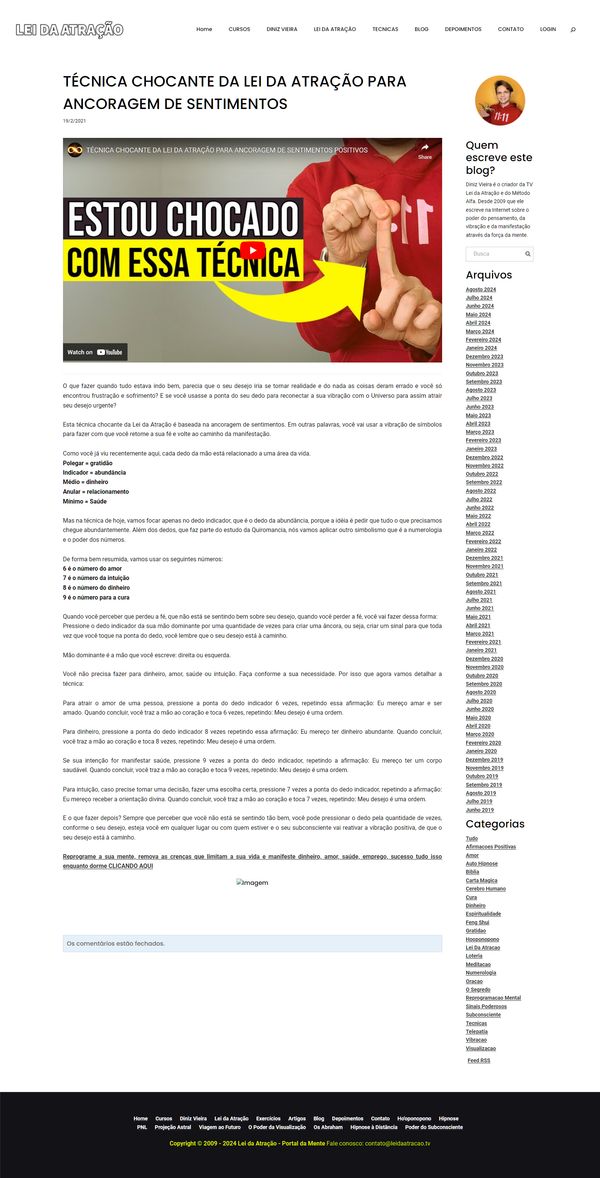 LEI DA ATRAÇÃO
Home CURSOS DINIZ VIEIRA LEI DA ATRAÇÃO TECNICAS BLOG DEPOIMENTOS CONTATO LOGIN
TÉCNICA CHOCANTE DA LEI DA ATRAÇÃO PARA
ANCORAGEM DE SENTIMENTOS
19/2/2021
TÉCNICA CHOCANTE DA LEI DA ATRAÇÃO PARA ANCORAGEM DE SENTIMENTOS POSITIVOS
Share
ESTOU CHOCADO
COM ESSA TÉCNICA
11:11
Watch on YouTube
O que fazer quando tudo estava indo bem, parecia que o seu desejo iria se tornar realidade e do nada as coisas deram errado e você só
encontrou frustração e sofrimento? E se você usasse a ponta do seu dedo para reconectar a sua vibração com o Universo para assim atrair
seu desejo urgente?
Esta técnica chocante da Lei da Atração é baseada na ancoragem de sentimentos. Em outras palavras, você vai usar a vibração de símbolos
para fazer com que você retome a sua fé e volte ao caminho da manifestação.
Como você já viu recentemente aqui, cada dedo da mão está relacionado a uma área da vida.
Polegar = gratidão
Indicador = abundância
Médio = dinheiro
Anular = relacionamento
Mínimo = Saúde
Mas na técnica de hoje, vamos focar apenas no dedo indicador, que é o dedo da abundância, porque a idéia é pedir que tudo o que precisamos
chegue abundantemente. Além dos dedos, que faz parte do estudo da Quiromancia, nós vamos aplicar outro simbolismo que é a numerologia
e o poder dos números.
De forma bem resumida, vamos usar os seguintes números:
6 é o número do amor
7 é o número da intuição
8 é o número do dinheiro
9 é o número para a cura
Quando você perceber que perdeu a fé, que não está se sentindo bem sobre seu desejo, quando você perder a fé, você vai fazer dessa forma:
Pressione o dedo indicador da sua mão dominante por uma quantidade de vezes para criar uma âncora, ou seja, criar um sinal para que toda
vez que você toque na ponta do dedo, você lembre que o seu desejo está à caminho.
Mão dominante é a mão que você escreve: direita ou esquerda.
Você não precisa fazer para dinheiro, amor, saúde ou intuição. Faça conforme a sua necessidade. Por isso que agora vamos detalhar a
técnica:
Para atrair o amor de uma pessoa, pressione a ponta do dedo indicador 6 vezes, repetindo essa afirmação: Eu mereço amar e ser
amado. Quando concluir, você traz a mão ao coração e toca 6 vezes, repetindo: Meu desejo é uma ordem.
Para dinheiro, pressione a ponta do dedo indicador 8 vezes repetindo essa afirmação: Eu mereço ter dinheiro abundante. Quando concluir,
você traz a mão ao coração e toca 8 vezes, repetindo: Meu desejo é uma ordem.
Se sua intenção for manifestar saúde, pressione 9 vezes a ponta do dedo indicador, repetindo a afirmação: Eu mereço ter um corpo
saudável. Quando concluir, você traz a mão ao coração e toca 9 vezes, repetindo: Meu desejo é uma ordem.
Para intuição, caso precise tomar uma decisão, fazer uma escolha certa, pressione 7 vezes a ponta do dedo indicador, repetindo a afirmação:
Eu mereço receber a orientação divina. Quando concluir, você traz a mão ao coração e toca 7 vezes, repetindo: Meu desejo é uma ordem.
E o que fazer depois? Sempre que perceber que você não está se sentido tão bem, você pode pressionar o dedo pela quantidade de vezes,
conforme o seu desejo, esteja você em qualquer lugar ou com quem estiver e o seu subconsciente vai reativar a vibração positiva, de que o
seu desejo está à caminho.
Reprograme a sua mente, remova as crenças que limitam a sua vida e manifeste dinheiro, amor, saúde, emprego, sucesso tudo isso
enquanto dorme CLICANDO AQUI
Imagem
Os comentários estão fechados.
11:11
Quem
escreve este
blog?
Diniz Vieira é o criador da TV
Lei da Atração e do Método
Alfa. Desde 2009 que ele
escreve na Internet sobre o
poder do pensamento, da
vibração e da manifestação
através da força da mente.
Busca
Arquivos
Agosto 2024
Julho 2024
Junho 2024
Maio 2024
Abril 2024
Março 2024
Fevereiro 2024
Janeiro 2024
Dezembro 2023
Novembro 2023
Outubro 2023
Setembro 2023
Agosto 2023
Julho 2023
Junho 2023
Maio 2023
Abril 2023
Março 2023
Fevereiro 2023
Janeiro 2023
Dezembro 2022
Novembro 2022
Outubro 2022
Setembro 2022
Agosto 2022
Julho 2022
Junho 2022
Maio 2022
Abril 2022
Março 2022
Fevereiro 2022
Janeiro 2022
Dezembro 2021
Novembro 2021
Outubro 2021
Setembro 2021
Agosto 2021
Julho 2021
Junho 2021
Maio 2021
Abril 2021
Março 2021
Fevereiro 2021
Janeiro 2021
Dezembro 2020
Novembro 2020
Outubro 2020
Setembro 2020
Agosto 2020
Julho 2020
Junho 2020
Maio 2020
Abril 2020
Março 2020
Fevereiro 2020
Janeiro 2020
Dezembro 2019
Novembro 2019
Outubro 2019
Setembro 2019
Agosto 2019
Julho 2019
Junho 2019
Categorias
Tudo
Afirmacoes Positivas
Amor
Auto Hipnose
Biblia
Carta Magica
Cerebro Humano
Cura
Dinheiro
Espiritualidade
Feng Shui
Gratidao
Hooponopono
Lei Da Atracao
Loteria
Meditacao
Numerologia
Oracao
O Segredo
Reprogramacao Mental
Sinais Poderosos
Subconsciente
Tecnicas
Telepatia
Vibracao
Visualizacao
Feed RSS
Home Cursos Diniz Vieira Lei da Atração Exercícios Artigos Blog Depoimentos Contato Ho'oponopono Hipnose
PNL Projeção Astral Viagem ao Futuro O Poder da Visualização Os Abraham Hipnose à Distância Poder do Subconsciente
Copyright © 2009 - 2024 Lei da Atração - Portal da Mente Fale conosco: contato@leidaatracao.tv